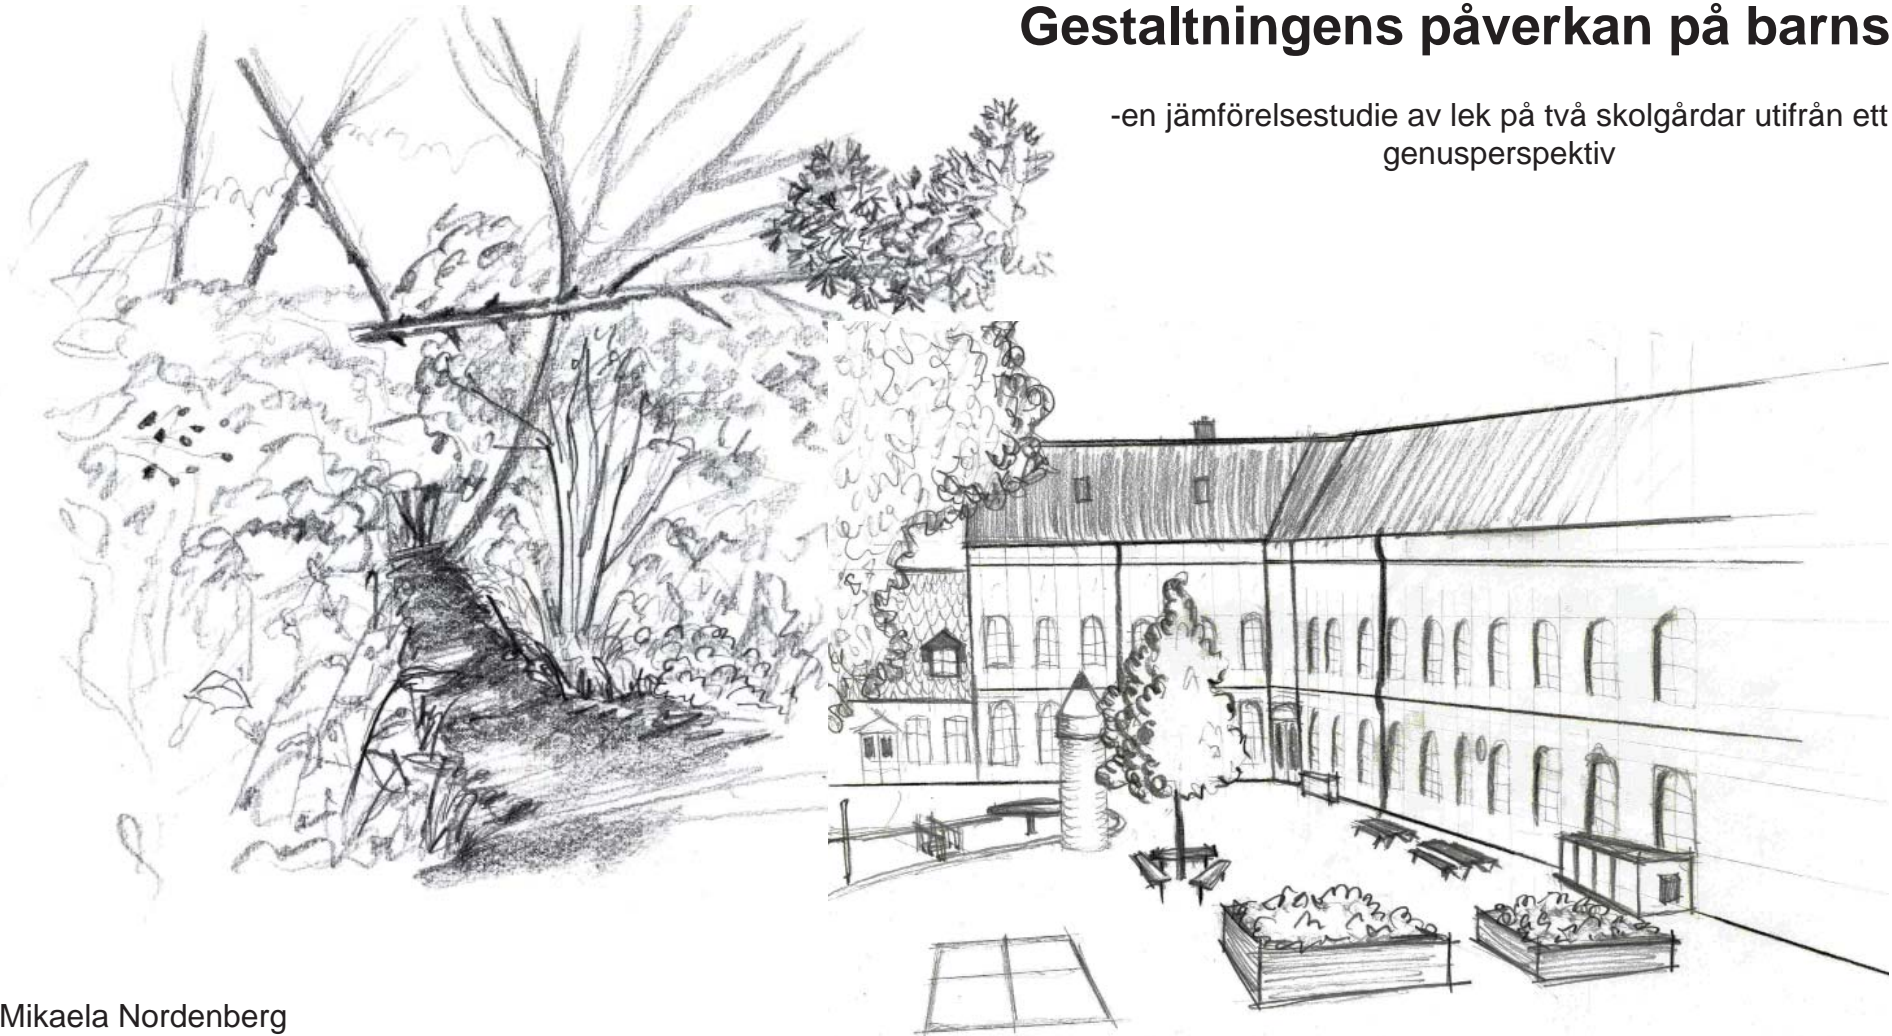 Gestaltningens påverkan på barns
-en jämförelsestudie av lek på två skolgårdar utifrån ett
genusperspektiv
Mikaela Nordenberg